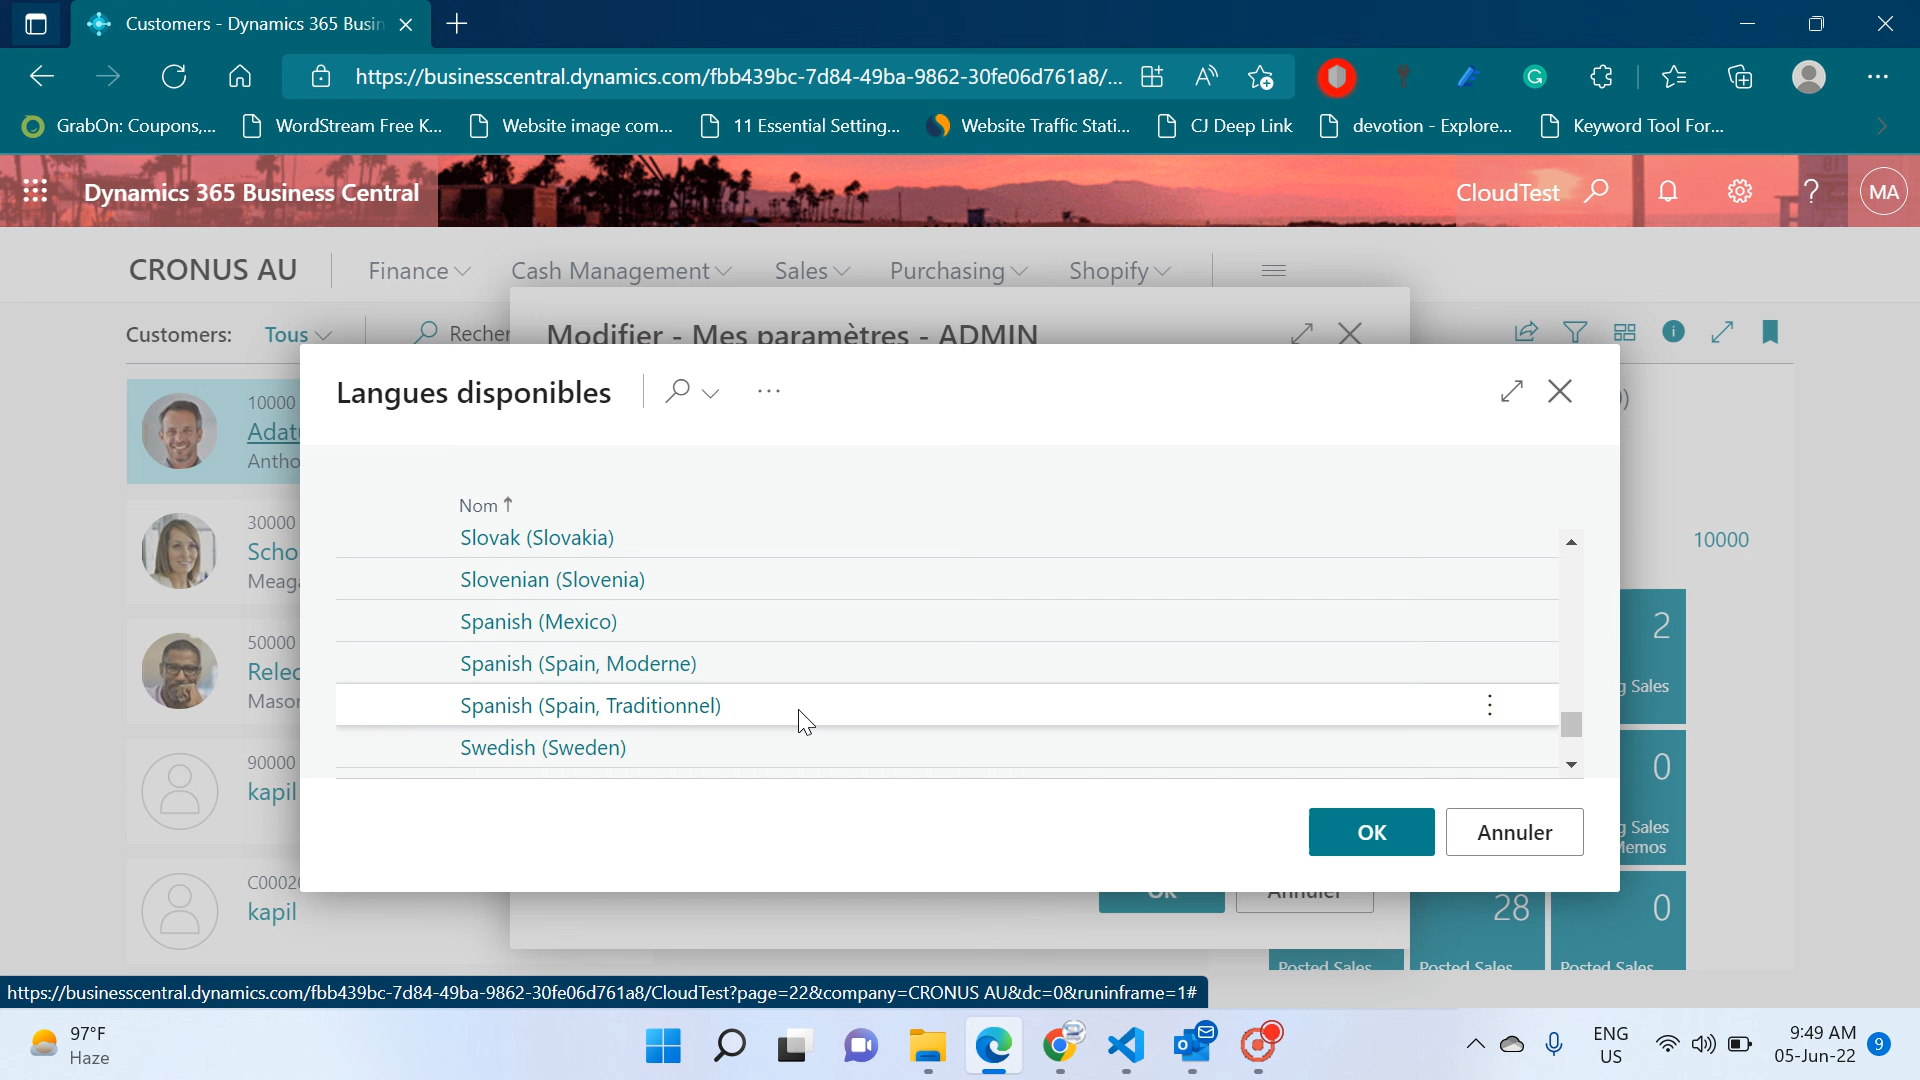 Customers - Dynamics 365 Busin
https://businesscentral.dynamics.com/fbb439bc-7d84-49ba-9862-30fe06d761a8/...
GrabOn: Coupons,...
WordStream Free K...
Website image com...
11 Essential Setting...
Website Traffic Stati...
CJ Deep Link
devotion - Explore...
Keyword Tool For...
Dynamics 365 Business Central
CloudTest
MA
CRONUS AU
Finance
Cash Management
Sales
Purchasing
Shopify
Customers:
Tous
Recher
Modifier - Mes paramètres - ADMIN
Langues disponibles
10000
Adat
Antho
30000
Scho
Meaga
50000
Relec
Mason
90000
kapil
C0002
kapil
Nom
Slovak (Slovakia)
Slovenian (Slovenia)
Spanish (Mexico)
Spanish (Spain, Moderne)
Spanish (Spain, Traditionnel)
Swedish (Sweden)
OK
Annuler
10000
2
g Sales
0
g Sales
Memos
OK
Annuler
28
0
Posted Sales
Posted Sales
Posted Sales
https://businesscentral.dynamics.com/fbb439bc-7d84-49ba-9862-30fe06d761a8/CloudTest?page=22&company=CRONUS AU&dc=0&runinframe=1#
97°F
Haze
ENG
US
9:49 AM
05-Jun-22
9